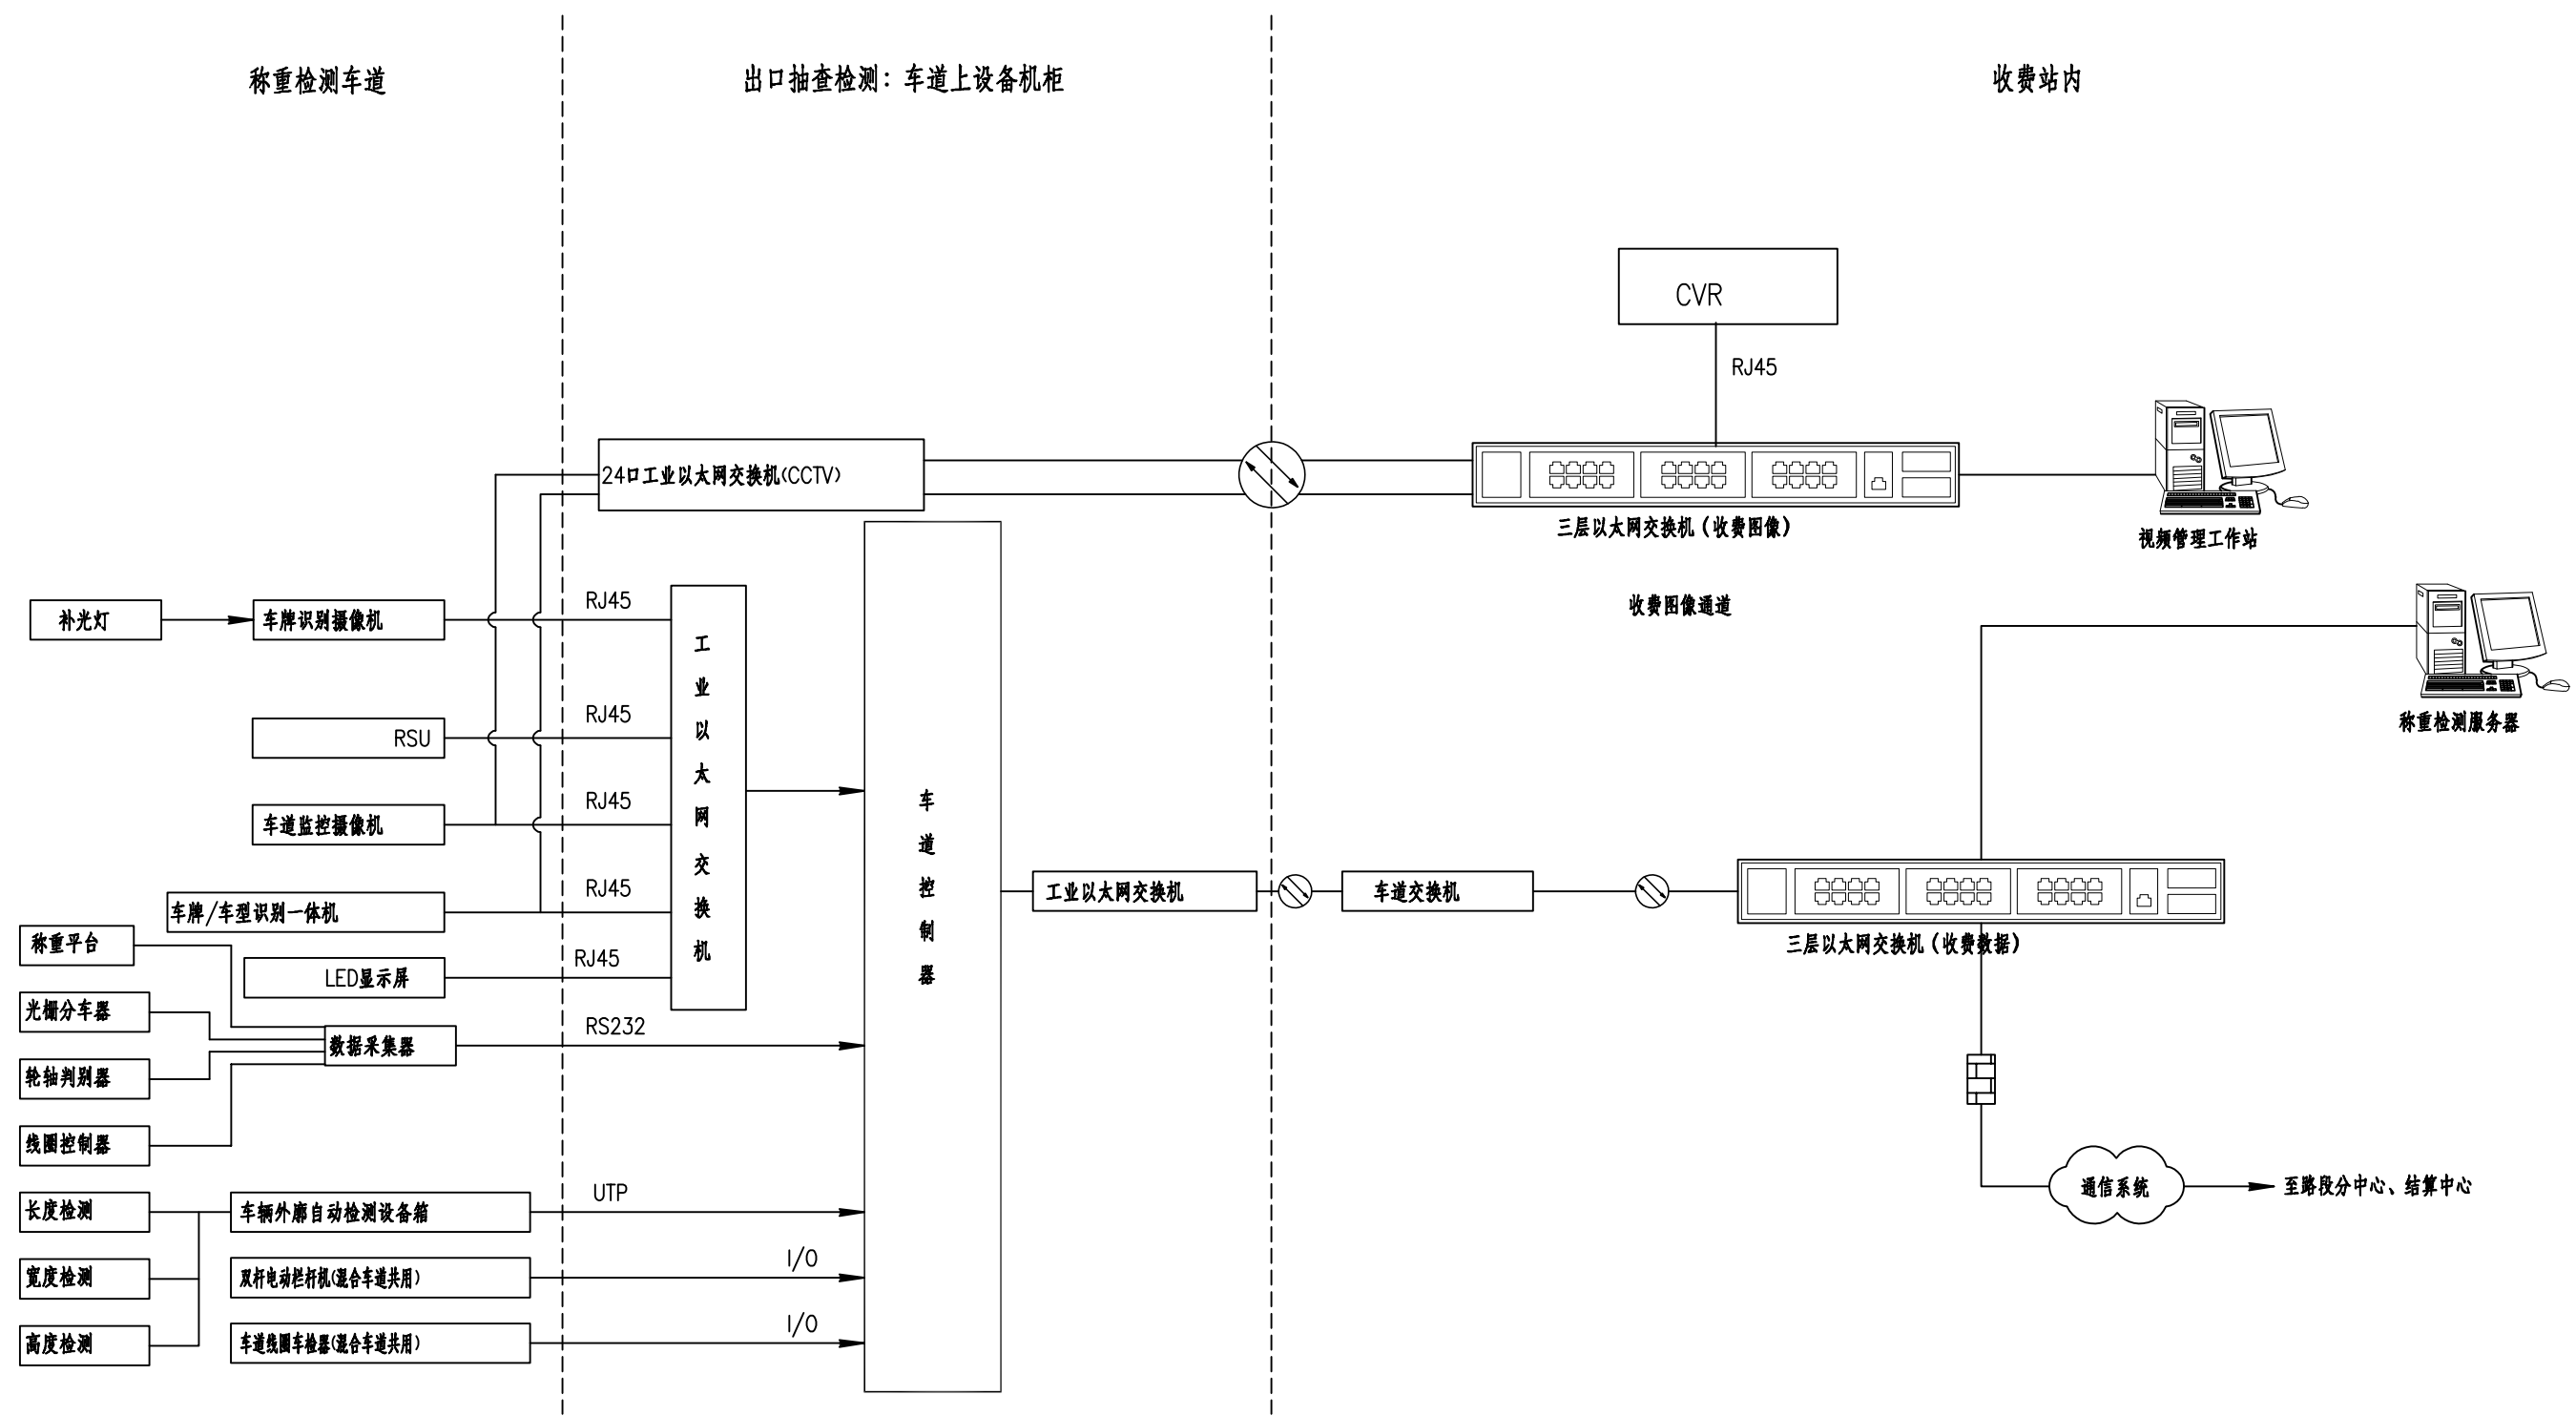 称重检测车道
出口抽查检测：车道上设备机柜
收费站内
CVR
RJ45
24口工业以太网交换机(CCTV)
三层以太网交换机（收费图像）
视频管理工作站
收费图像通道
补光灯
车牌识别摄像机
RJ45
RSU
RJ45
车道监控摄像机
RJ45
车牌/车型识别一体机
RJ45
LED显示屏
RJ45
工业以太网交换机
车道控制器
称重平台
光栅分车器
轮轴判别器
线圈控制器
数据采集器
RS232
长度检测
宽度检测
高度检测
车辆外廓自动检测设备箱
UTP
双杆电动栏杆机(混合车道共用)
I/O
车道线圈车检器(混合车道共用)
I/O
工业以太网交换机
车道交换机
三层以太网交换机（收费数据）
称重检测服务器
通信系统
至路段分中心、结算中心